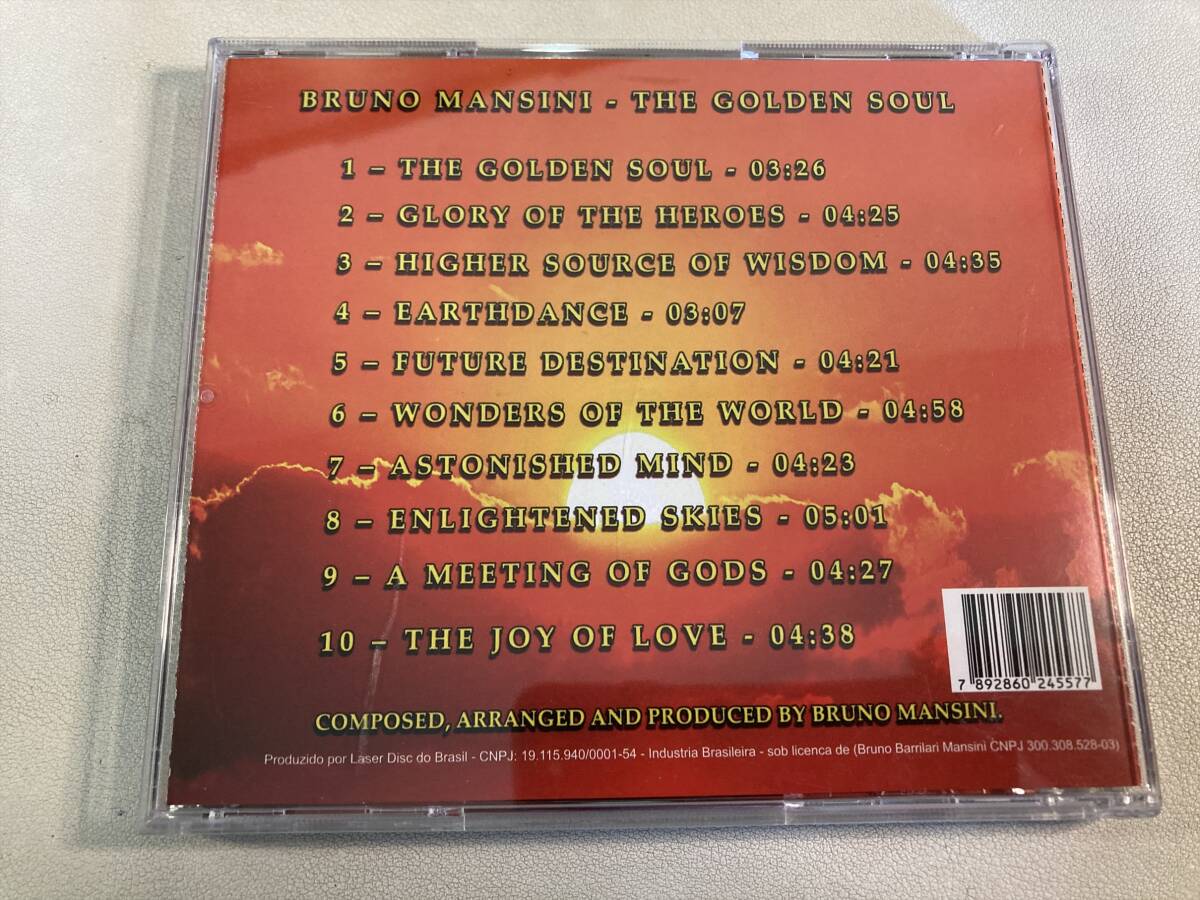 BRUNO MANSINI - THE GOLDEN SOUL
1 – THE GOLDEN SOUL - 03:26
2 – GLORY OF THE HEROES - 04:25
3 – HIGHER SOURCE OF WISDOM - 04:35
4 – EARTHDANCE - 03:07
5 – FUTURE DESTINATION - 04:21
6 – WONDERS OF THE WORLD - 04:58
7 – ASTONISHED MIND - 04:23
8 – ENLIGHTENED SKIES - 05:01
9 – A MEETING OF GODS - 04:27
10 – THE JOY OF LOVE - 04:38
7 892860 245577
COMPOSED, ARRANGED AND PRODUCED BY BRUNO MANSINI.
Produzido por Laser Disc do Brasil - CNPJ: 19.115.940/0001-54 - Industria Brasileira - sob licenca de (Bruno Barrilari Mansini CNPJ 300.308.528-03)